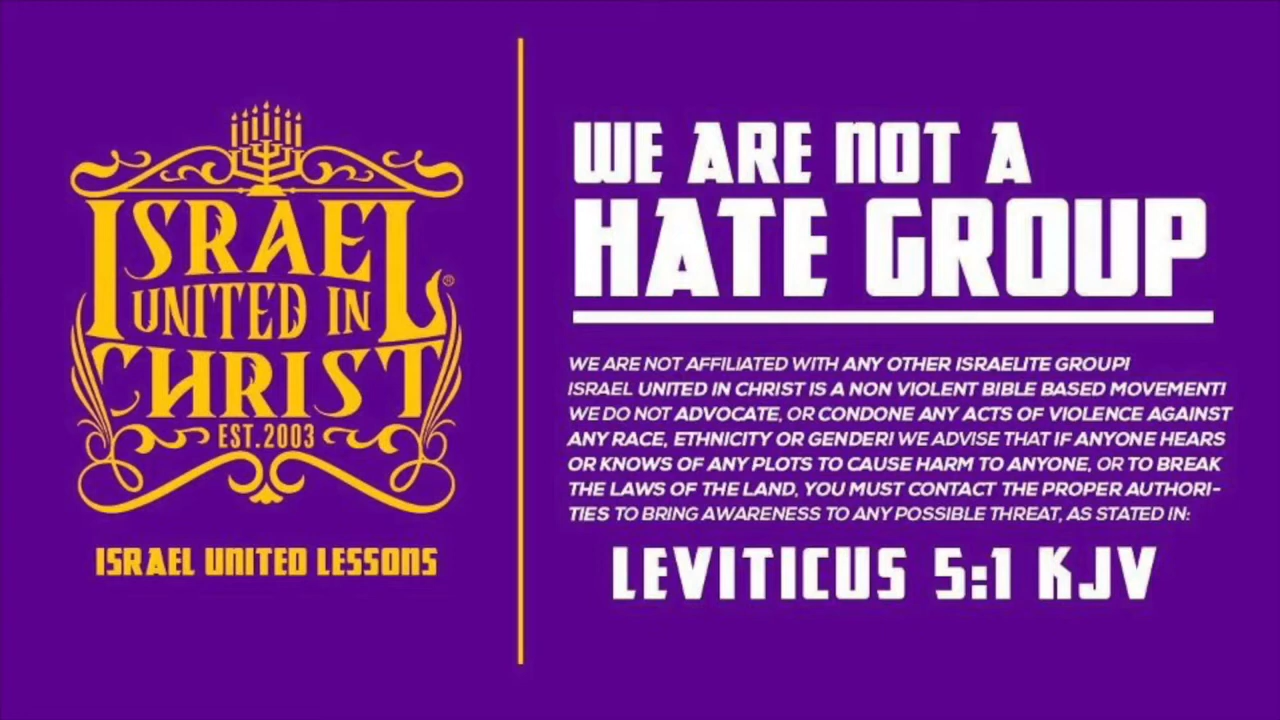 ISRAEL
UNITED IN
CHRIST
EST.2003
ISRAEL UNITED LESSONS
WE ARE NOT A
HATE GROUP
WE ARE NOT AFFILIATED WITH ANY OTHER ISRAELITE GROUP!
ISRAEL UNITED IN CHRIST IS A NON VIOLENT BIBLE BASED MOVEMENT!
WE DO NOT ADVOCATE, OR CONDONE ANY ACTS OF VIOLENCE AGAINST
ANY RACE, ETHNICITY OR GENDER! WE ADVISE THAT IF ANYONE HEARS
OR KNOWS OF ANY PLOTS TO CAUSE HARM TO ANYONE, OR TO BREAK
THE LAWS OF THE LAND, YOU MUST CONTACT THE PROPER AUTHORI-
TIES TO BRING AWARENESS TO ANY POSSIBLE THREAT, AS STATED IN:
LEVITICUS 5:1 KJV